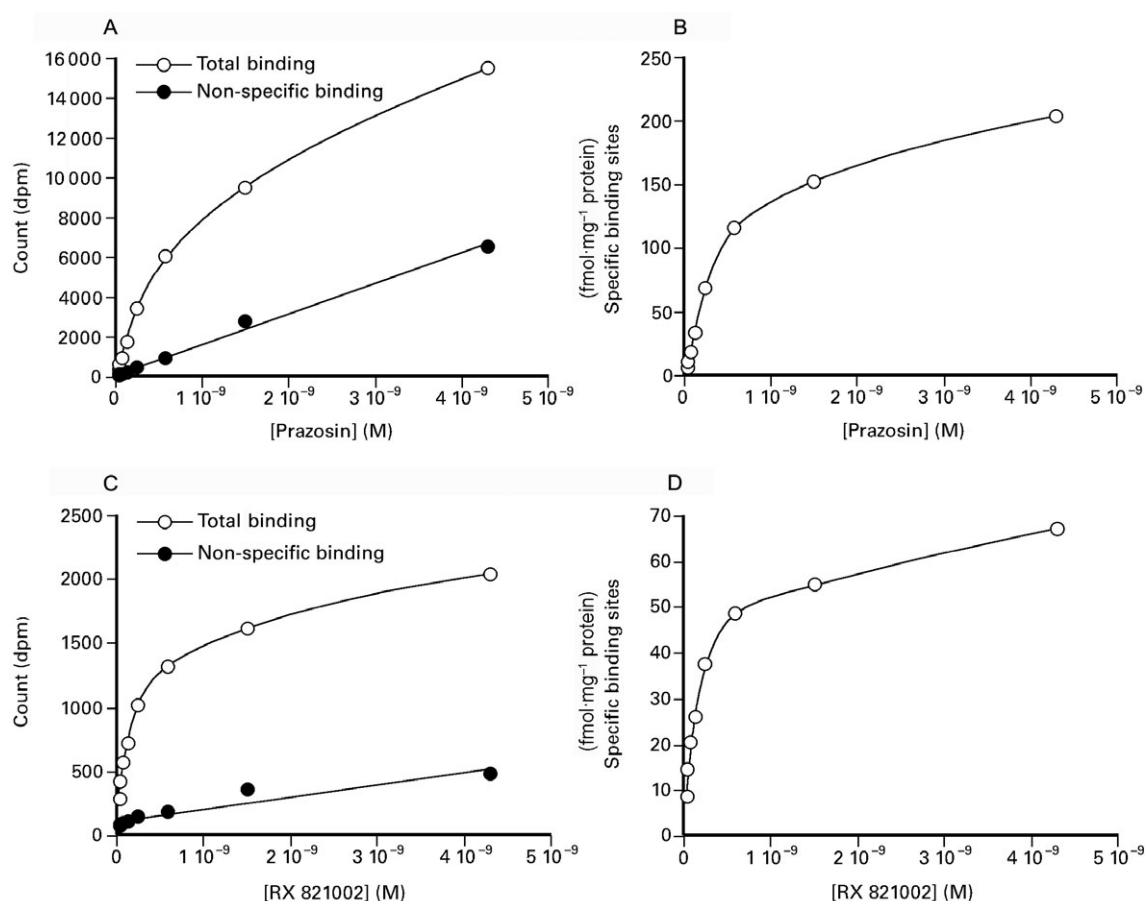 A
16 000
14 000
12 000
10 000
8000
6000
4000
2000
0
Count (dpm)
Total binding
Non-specific binding
0 1 10⁻⁹ 2 10⁻⁹ 3 10⁻⁹ 4 10⁻⁹ 5 10⁻⁹
[Prazosin] (M)
B
250
200
150
100
50
0
(fmol·mg⁻¹ protein)
Specific binding sites
0 1 10⁻⁹ 2 10⁻⁹ 3 10⁻⁹ 4 10⁻⁹ 5 10⁻⁹
[Prazosin] (M)
C
2500
2000
1500
1000
500
0
Count (dpm)
Total binding
Non-specific binding
0 1 10⁻⁹ 2 10⁻⁹ 3 10⁻⁹ 4 10⁻⁹ 5 10⁻⁹
[RX 821002] (M)
D
70
60
50
40
30
20
10
0
(fmol·mg⁻¹ protein)
Specific binding sites
0 1 10⁻⁹ 2 10⁻⁹ 3 10⁻⁹ 4 10⁻⁹ 5 10⁻⁹
[RX 821002] (M)